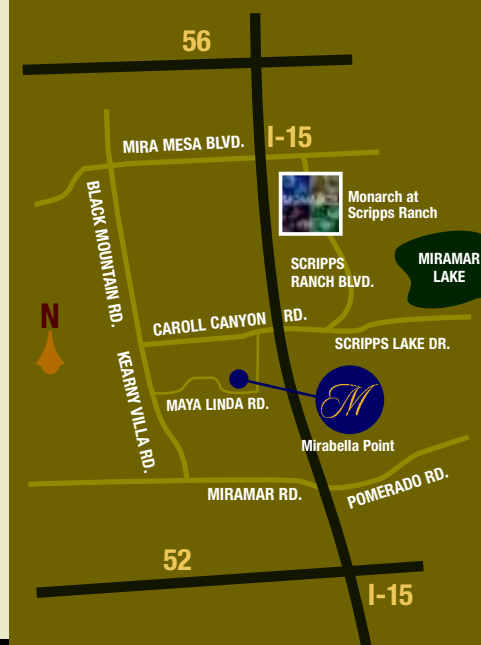 56
I-15
MIRA MESA BLVD.
Monarch at
Scripps Ranch
BLACK MOUNTAIN RD.
SCRIPPS
RANCH BLVD.
MIRAMAR
LAKE
N
CAROLL CANYON RD.
SCRIPPS LAKE DR.
KEARNY VILLA RD.
MAYA LINDA RD.
M
Mirabella Point
MIRAMAR RD.
POMERADO RD.
52
I-15